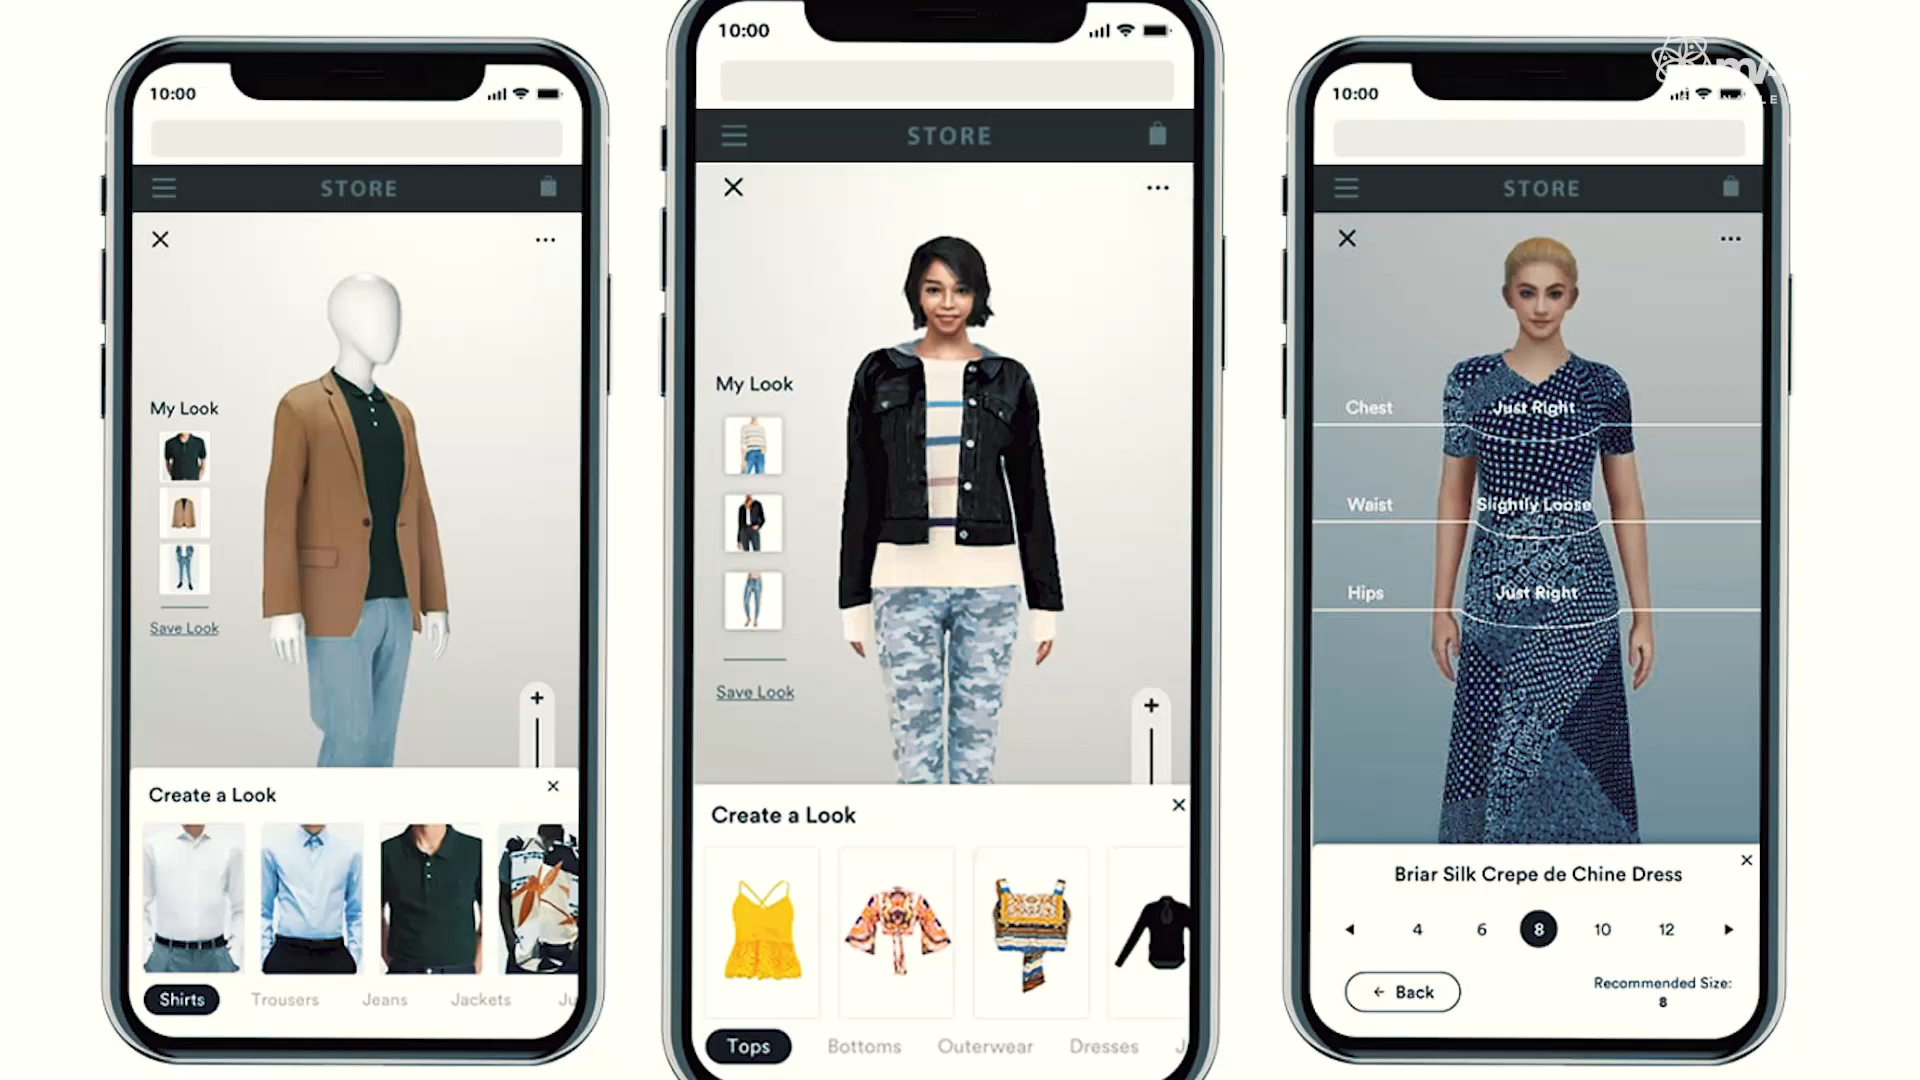 10:00
STORE
My Look
Save Look
Create a Look
Shirts Trousers Jeans Jackets
10:00
STORE
My Look
Save Look
Create a Look
Tops Bottoms Outerwear Dresses
10:00
STORE
Chest Just Right
Waist Slightly Loose
Hips Just Right
Briar Silk Crepe de Chine Dress
4 6 8 10 12
← Back
Recommended Size:
8